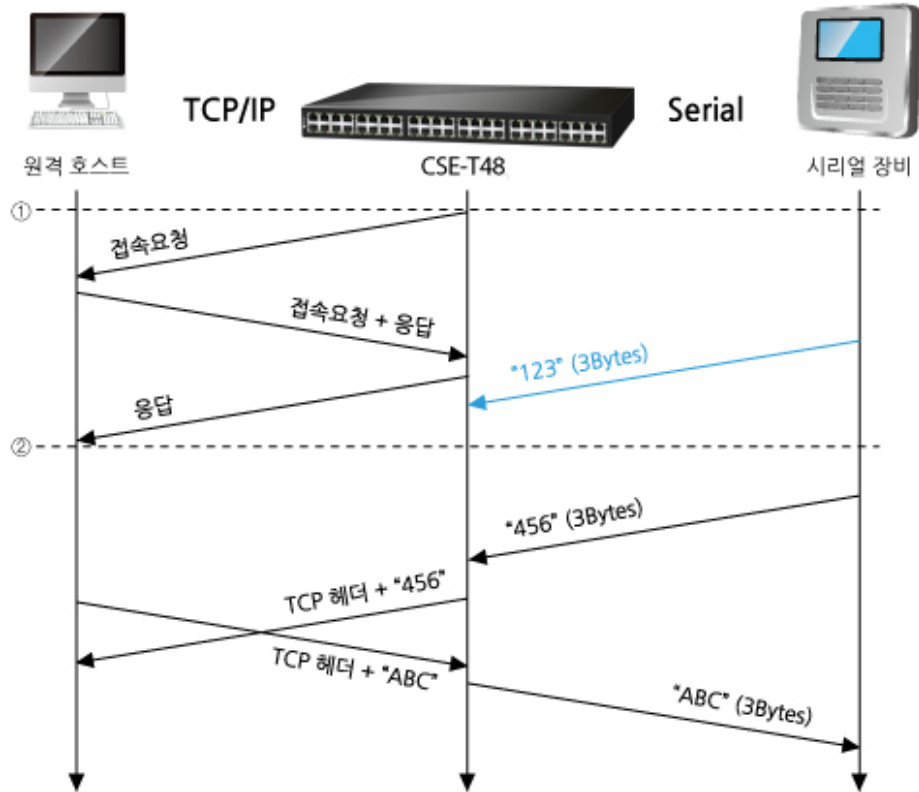 TCP/IP
Serial
원격 호스트
CSE-T48
시리얼 장비
①
접속요청
접속요청 + 응답
"123" (3Bytes)
응답
②
"456" (3Bytes)
TCP 헤더 + "456"
TCP 헤더 + "ABC"
"ABC" (3Bytes)